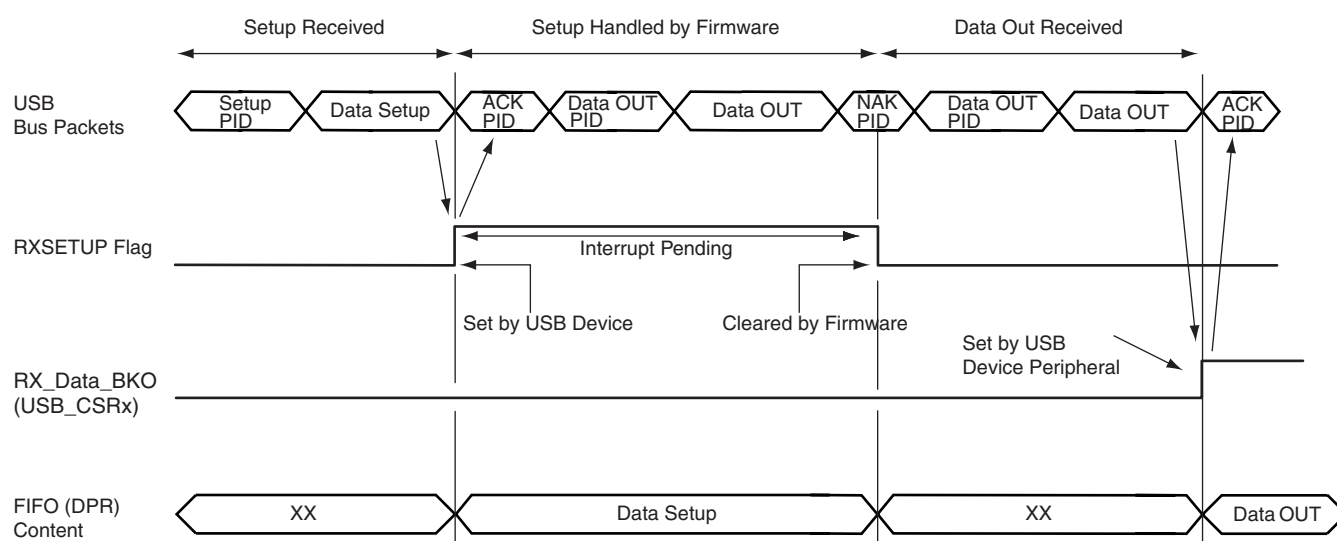 Setup Received
Setup Handled by Firmware
Data Out Received
USB
Bus Packets
Setup
PID
Data Setup
ACK
PID
Data OUT
PID
Data OUT
NAK
PID
Data OUT
PID
Data OUT
ACK
PID
RXSETUP Flag
Interrupt Pending
Set by USB Device
Cleared by Firmware
Set by USB
Device Peripheral
RX_Data_BKO
(USB_CSRx)
FIFO (DPR)
Content
XX
Data Setup
XX
Data OUT